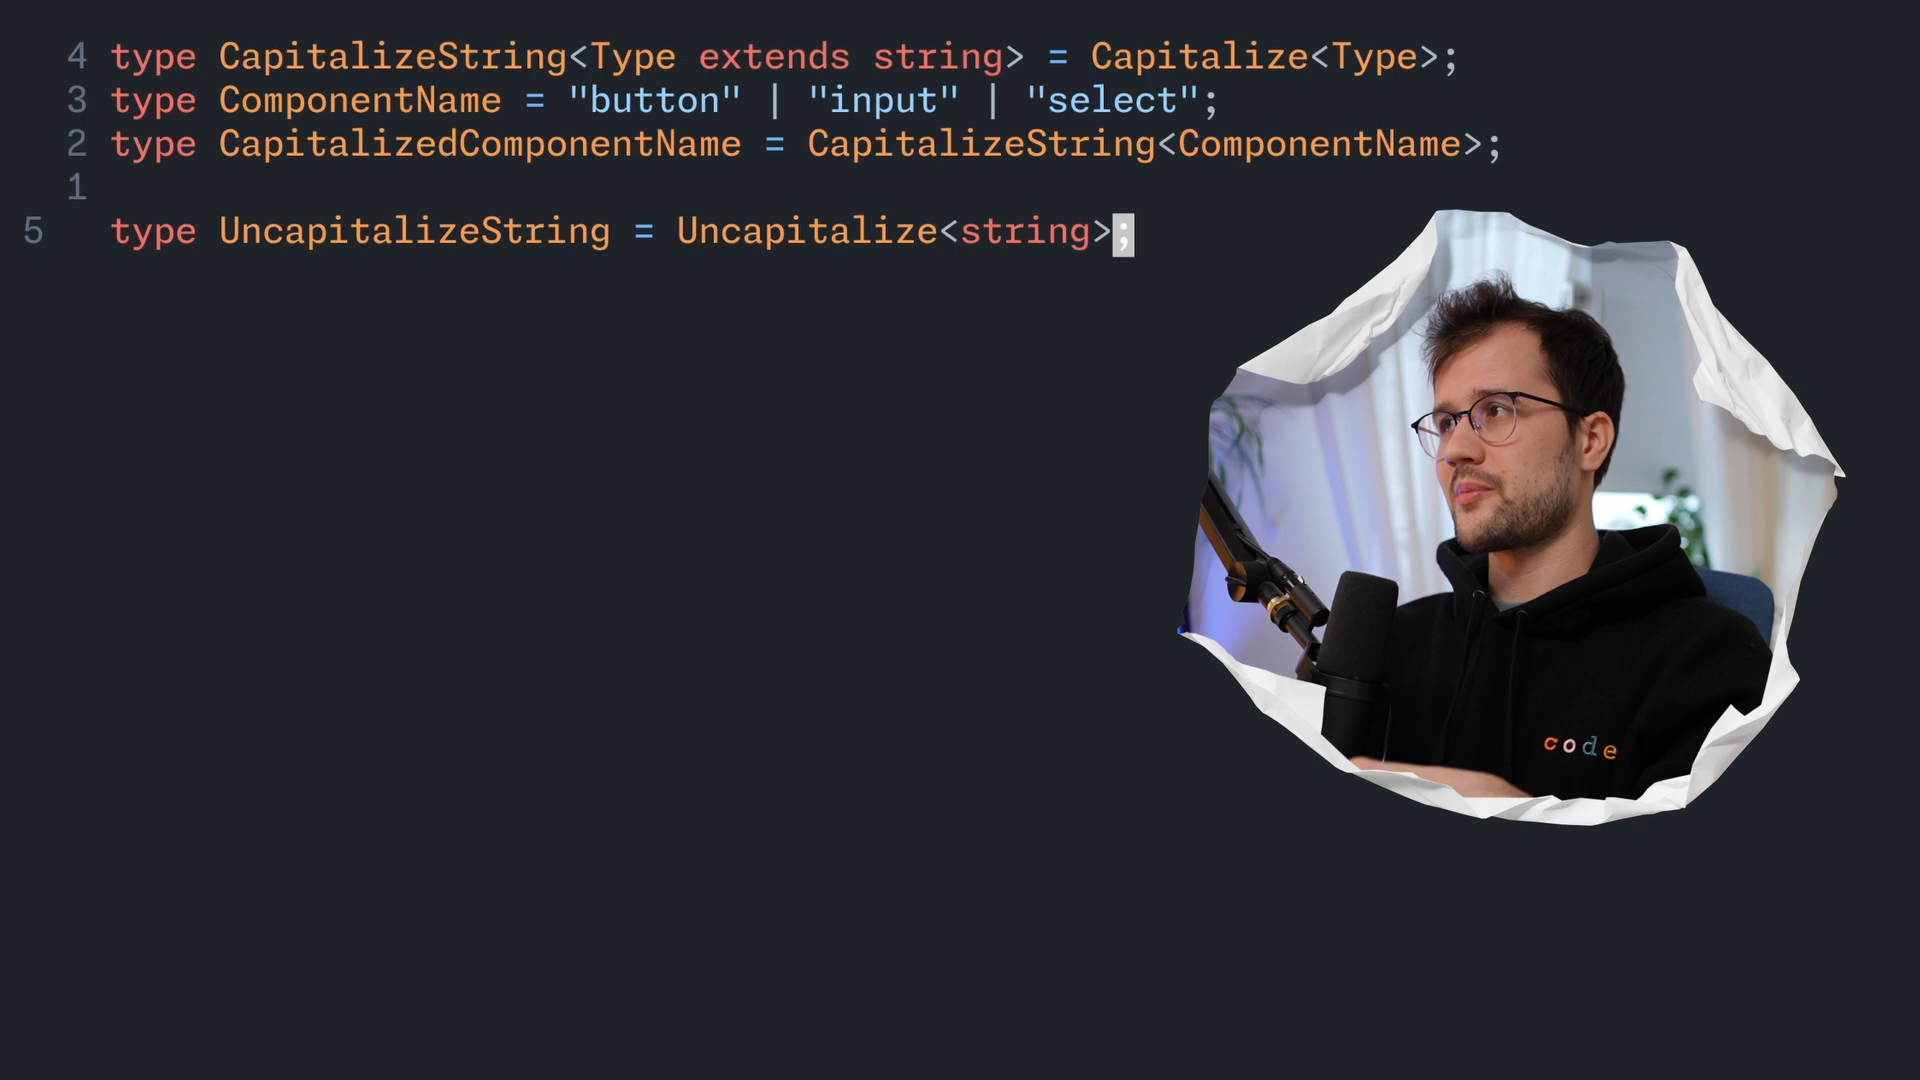 4 type CapitalizeString<Type extends string> = Capitalize<Type>;
3 type ComponentName = "button" | "input" | "select";
2 type CapitalizedComponentName = CapitalizeString<ComponentName>;
1
5 type UncapitalizeString = Uncapitalize<string>;
code